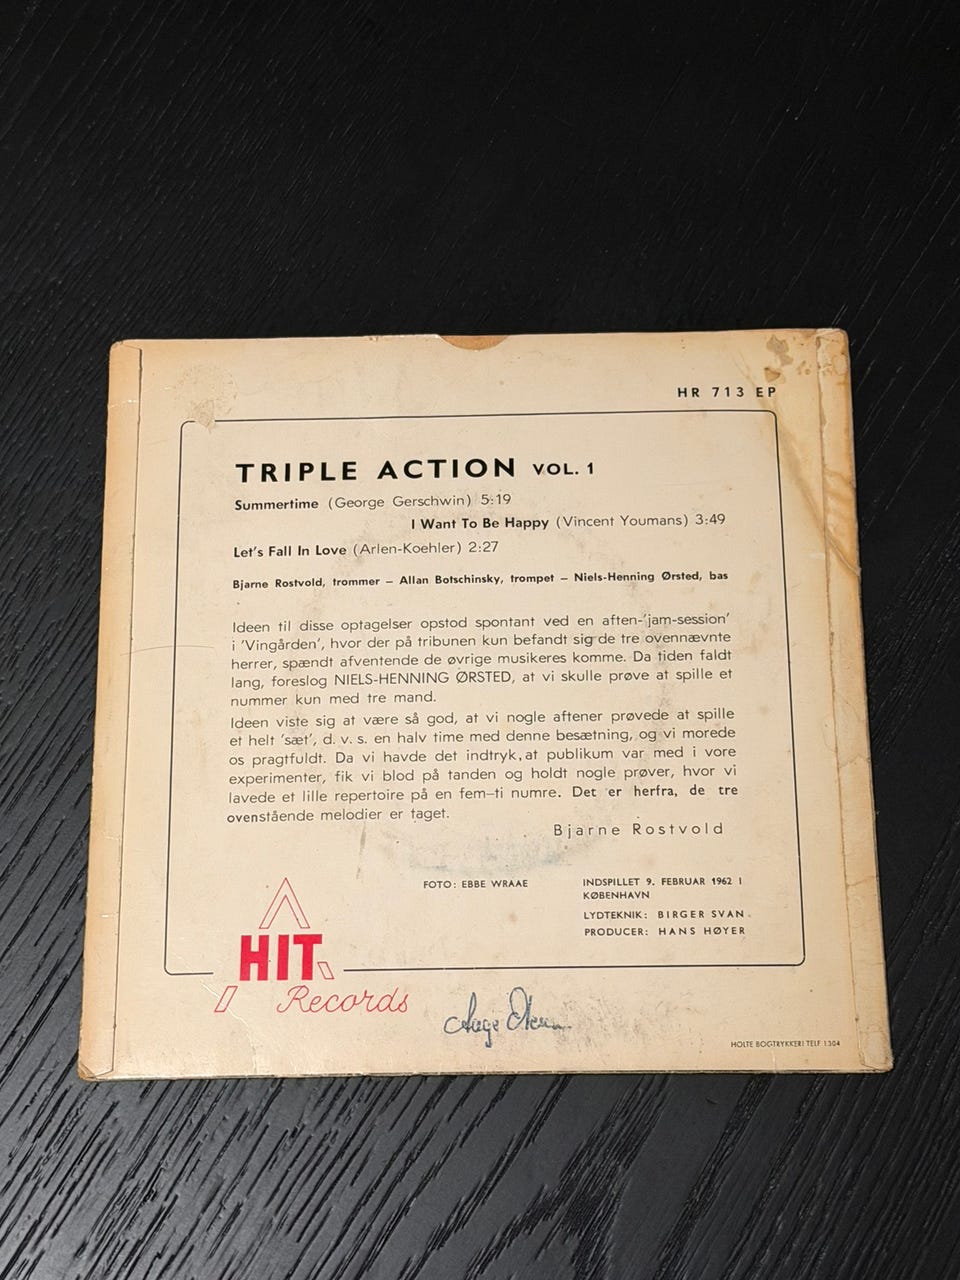 HR 713 EP
TRIPLE ACTION VOL. 1
Summertime (George Gerschwin) 5:19
I Want To Be Happy (Vincent Youmans) 3:49
Let's Fall In Love (Arlen-Koehler) 2:27
Bjarne Rostvold, trommer – Allan Botschinsky, trompet – Niels-Henning Ørsted, bas
Ideen til disse optagelser opstod spontant ved en aften-'jam-session'
i 'Vingården', hvor der på tribunen kun befandt sig de tre ovennævnte
herrer, spændt afventende de øvrige musikeres komme. Da tiden faldt
lang, foreslog NIELS-HENNING ØRSTED, at vi skulle prøve at spille et
nummer kun med tre mand.
Ideen viste sig at være så god, at vi nogle aftener prøvede at spille
et helt 'sæt', d. v. s. en halv time med denne besætning, og vi morede
os pragtfuldt. Da vi havde det indtryk, at publikum var med i vore
experimenter, fik vi blod på tanden og holdt nogle prøver, hvor vi
lavede et lille repertoire på en fem–ti numre. Det er herfra, de tre
ovenstående melodier er taget.
Bjarne Rostvold
FOTO: EBBE WRAAE
INDSPILLET 9. FEBRUAR 1962 I
KØBENHAVN
LYDTEKNIK: BIRGER SVAN
PRODUCER: HANS HØYER
HIT
Records
HOLTE BOGTRYKKERI TELF 1304